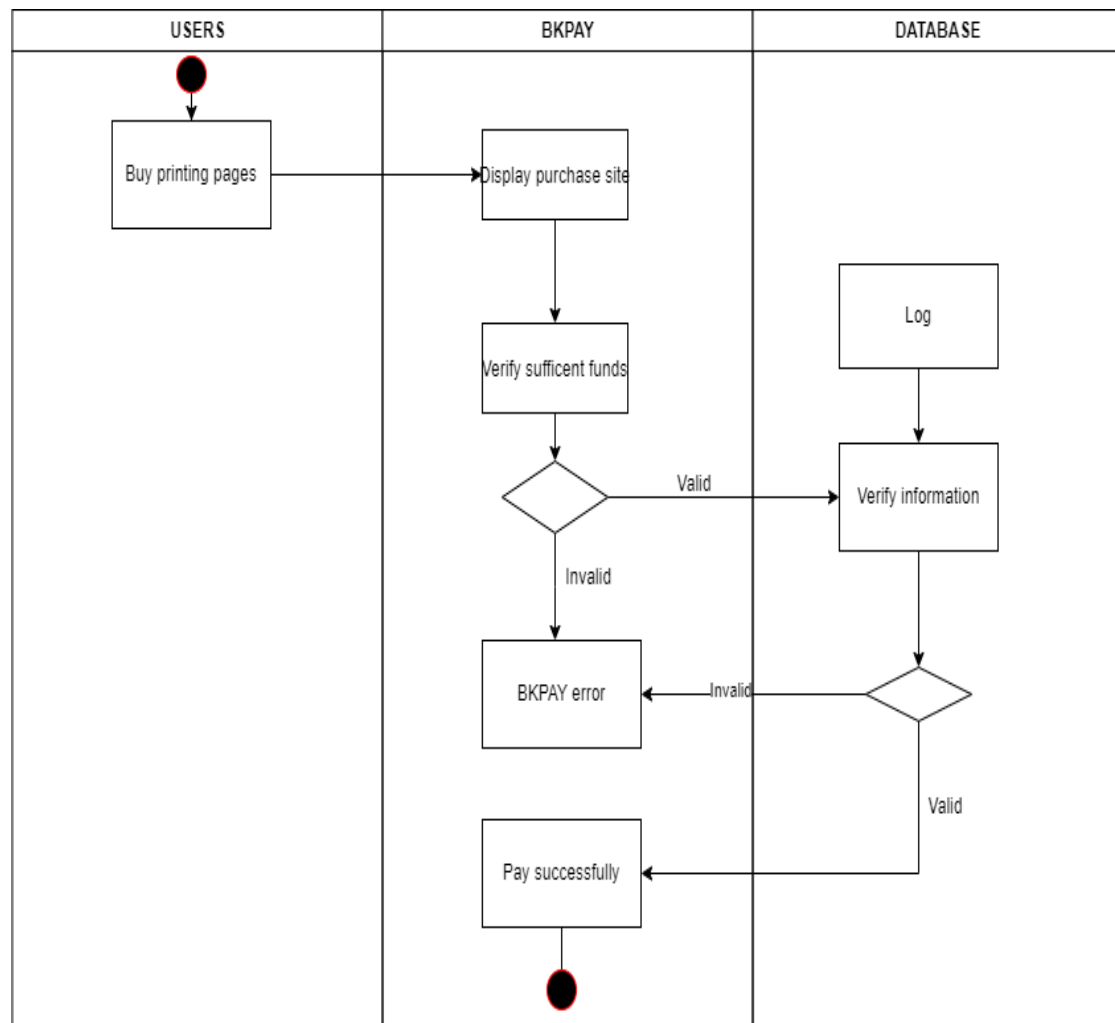 USERS
BKPAY
DATABASE
Buy printing pages
Display purchase site
Log
Verify sufficent funds
Valid
Verify information
Invalid
BKPAY error
Invalid
Valid
Pay successfully